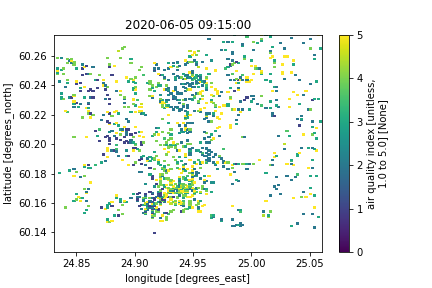 2020-06-05 09:15:00
60.26
60.24
60.22
60.20
60.18
60.16
60.14
latitude [degrees_north]
24.85 24.90 24.95 25.00 25.05
longitude [degrees_east]
5
4
3
2
1
0
air quality index [unitless,
1.0 to 5.0] [None]